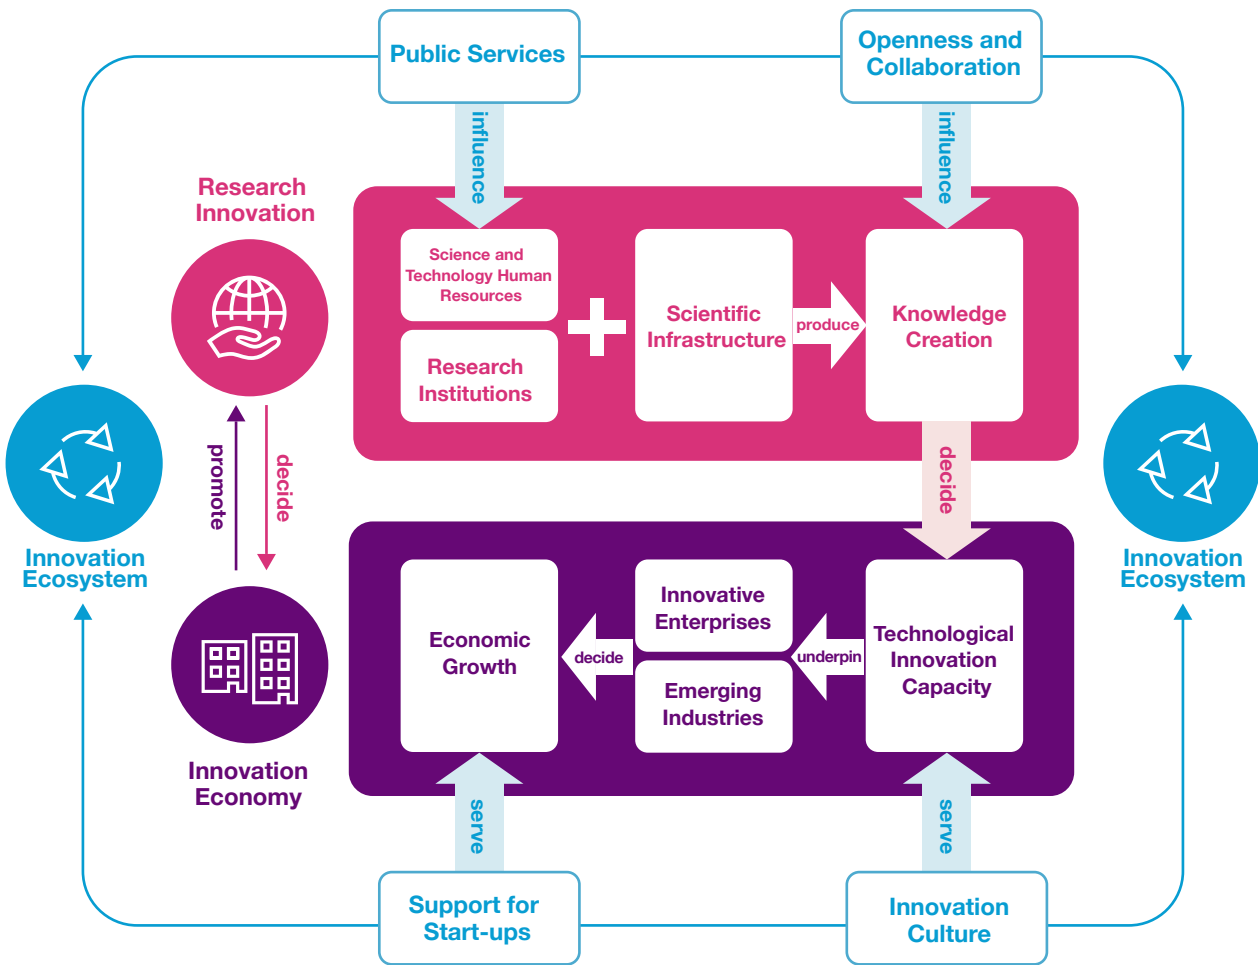 Public Services
Openness and
Collaboration
influence
influence
Research
Innovation
Science and
Technology Human
Resources
Research
Institutions
Scientific
Infrastructure
produce
Knowledge
Creation
promote
decide
decide
Innovation
Ecosystem
Innovation
Ecosystem
Economic
Growth
decide
Innovative
Enterprises
Emerging
Industries
underpin
Technological
Innovation
Capacity
Innovation
Economy
serve
serve
Support for
Start-ups
Innovation
Culture